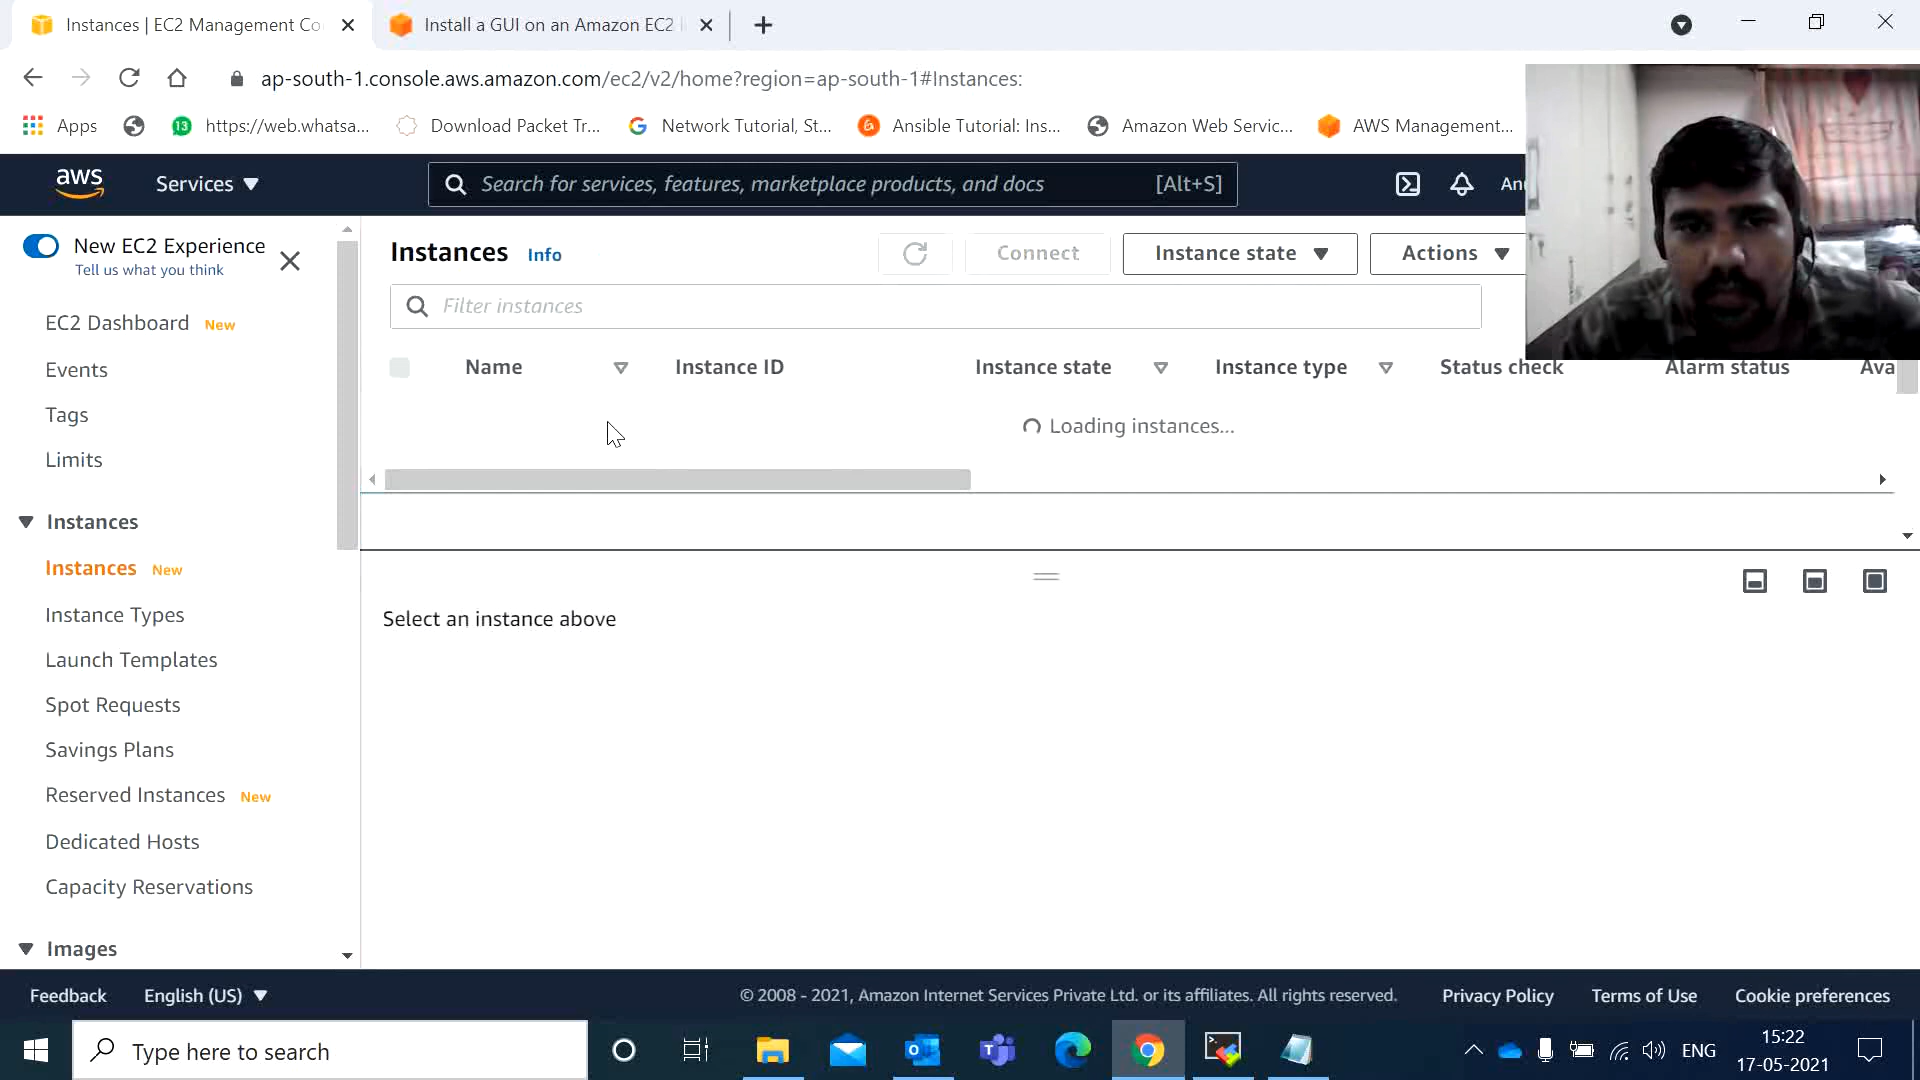 Instances | EC2 Management Co
Install a GUI on an Amazon EC2
ap-south-1.console.aws.amazon.com/ec2/v2/home?region=ap-south-1#Instances:
Apps
13 https://web.whatsa...
Download Packet Tr...
Network Tutorial, St...
Ansible Tutorial: Ins...
Amazon Web Servic...
AWS Management...
aws
Services
Search for services, features, marketplace products, and docs [Alt+S]
New EC2 Experience
Tell us what you think
Instances Info
Connect
Instance state
Actions
Filter instances
Name
Instance ID
Instance state
Instance type
Status check
Alarm status
Ava
Loading instances...
Select an instance above
EC2 Dashboard New
Events
Tags
Limits
Instances
Instances New
Instance Types
Launch Templates
Spot Requests
Savings Plans
Reserved Instances New
Dedicated Hosts
Capacity Reservations
Images
Feedback
English (US)
© 2008 - 2021, Amazon Internet Services Private Ltd. or its affiliates. All rights reserved.
Privacy Policy
Terms of Use
Cookie preferences
Type here to search
ENG
15:22
17-05-2021